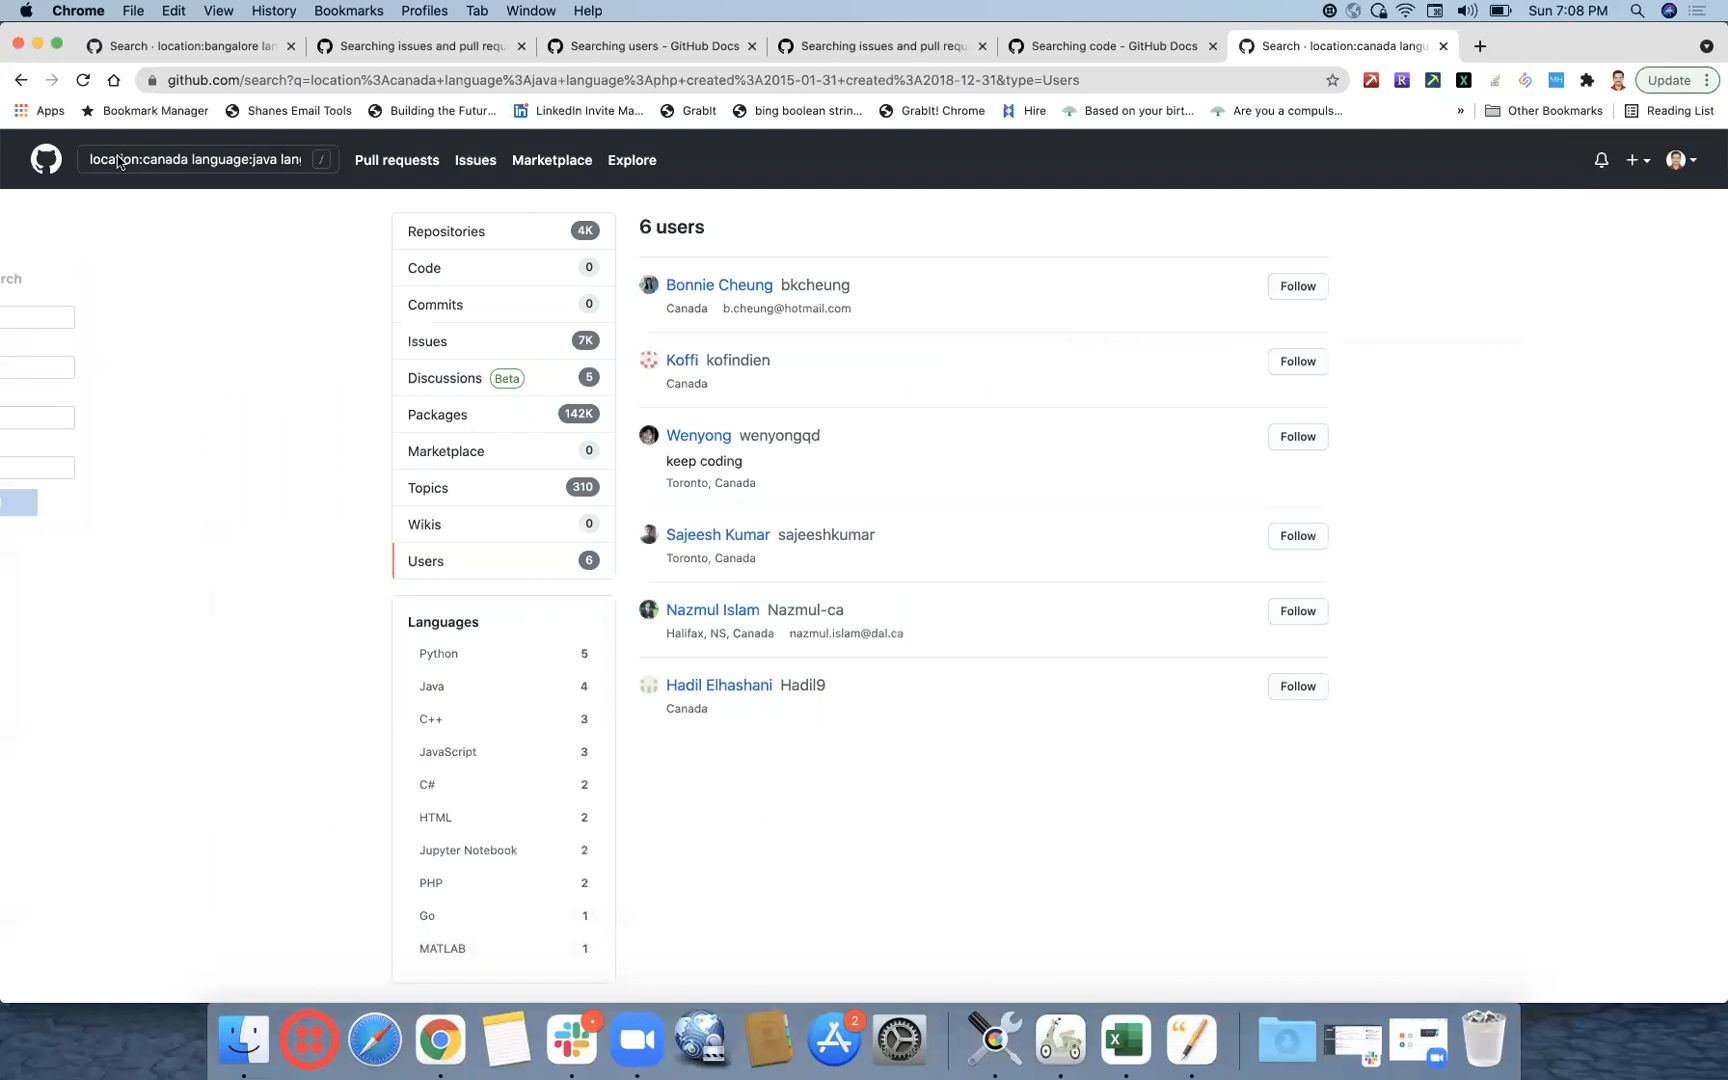 Chrome File Edit View History Bookmarks Profiles Tab Window Help Sun 7:08 PM
Search · location:bangalore lan Searching issues and pull requ Searching users - GitHub Docs Searching issues and pull requ Searching code - GitHub Docs Search · location:canada langu
github.com/search?q=location%3Acanada+language%3Ajava+language%3Aphp+created%3A2015-01-31+created%3A2018-12-31&type=Users Update
Apps Bookmark Manager Shanes Email Tools Building the Futur... LinkedIn Invite Ma... GrabIt bing boolean strin... GrabIt! Chrome Hire Based on your birt... Are you a compuls... » Other Bookmarks Reading List
location:canada language:java lang / Pull requests Issues Marketplace Explore
rch
Repositories 4K
Code 0
Commits 0
Issues 7K
Discussions Beta 5
Packages 142K
Marketplace 0
Topics 310
Wikis 0
Users 6
Languages
Python 5
Java 4
C++ 3
JavaScript 3
C# 2
HTML 2
Jupyter Notebook 2
PHP 2
Go 1
MATLAB 1
6 users
Bonnie Cheung bkcheung
Canada b.cheung@hotmail.com
Follow
Koffi kofindien
Canada
Follow
Wenyong wenyongqd
keep coding
Toronto, Canada
Follow
Sajeesh Kumar sajeeshkumar
Toronto, Canada
Follow
Nazmul Islam Nazmul-ca
Halifax, NS, Canada nazmul.islam@dal.ca
Follow
Hadil Elhashani Hadil9
Canada
Follow
2